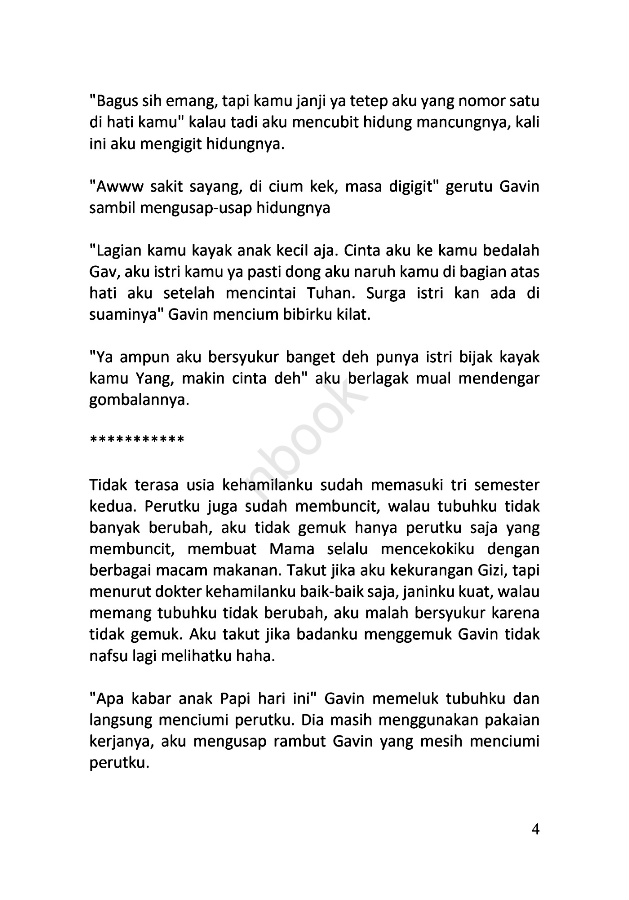 "Bagus sih emang, tapi kamu janji ya tetep aku yang nomor satu
di hati kamu" kalau tadi aku mencubit hidung mancungnya, kali
ini aku mengigit hidungnya.
"Awww sakit sayang, di cium kek, masa digigit" gerutu Gavin
sambil mengusap-usap hidungnya
"Lagian kamu kayak anak kecil aja. Cinta aku ke kamu bedalah
Gav, aku istri kamu ya pasti dong aku naruh kamu di bagian atas
hati aku setelah mencintai Tuhan. Surga istri kan ada di
suaminya" Gavin mencium bibirku kilat.
"Ya ampun aku bersyukur banget deh punya istri bijak kayak
kamu Yang, makin cinta deh" aku berlagak mual mendengar
gombalannya.
***********
Tidak terasa usia kehamilanku sudah memasuki tri semester
kedua. Perutku juga sudah membuncit, walau tubuhku tidak
banyak berubah, aku tidak gemuk hanya perutku saja yang
membuncit, membuat Mama selalu mencekokiku dengan
berbagai macam makanan. Takut jika aku kekurangan Gizi, tapi
menurut dokter kehamilanku baik-baik saja, janinku kuat, walau
memang tubuhku tidak berubah, aku malah bersyukur karena
tidak gemuk. Aku takut jika badanku menggemuk Gavin tidak
nafsu lagi melihatku haha.
"Apa kabar anak Papi hari ini" Gavin memeluk tubuhku dan
langsung menciumi perutku. Dia masih menggunakan pakaian
kerjanya, aku mengusap rambut Gavin yang mesih menciumi
perutku.
nbook
4